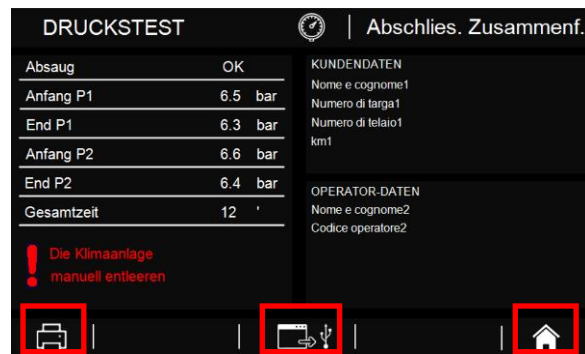 DRUCKSTEST
Abschlies. Zusammenf.
Absaug OK
Anfang P1 6.5 bar
End P1 6.3 bar
Anfang P2 6.6 bar
End P2 6.4 bar
Gesamtzeit 12 '
Die Klimaanlage
manuell entleeren
KUNDENDATEN
Nome e cognome1
Numero di targa1
Numero di telaio1
km1
OPERATOR-DATEN
Nome e cognome2
Codice operatore2